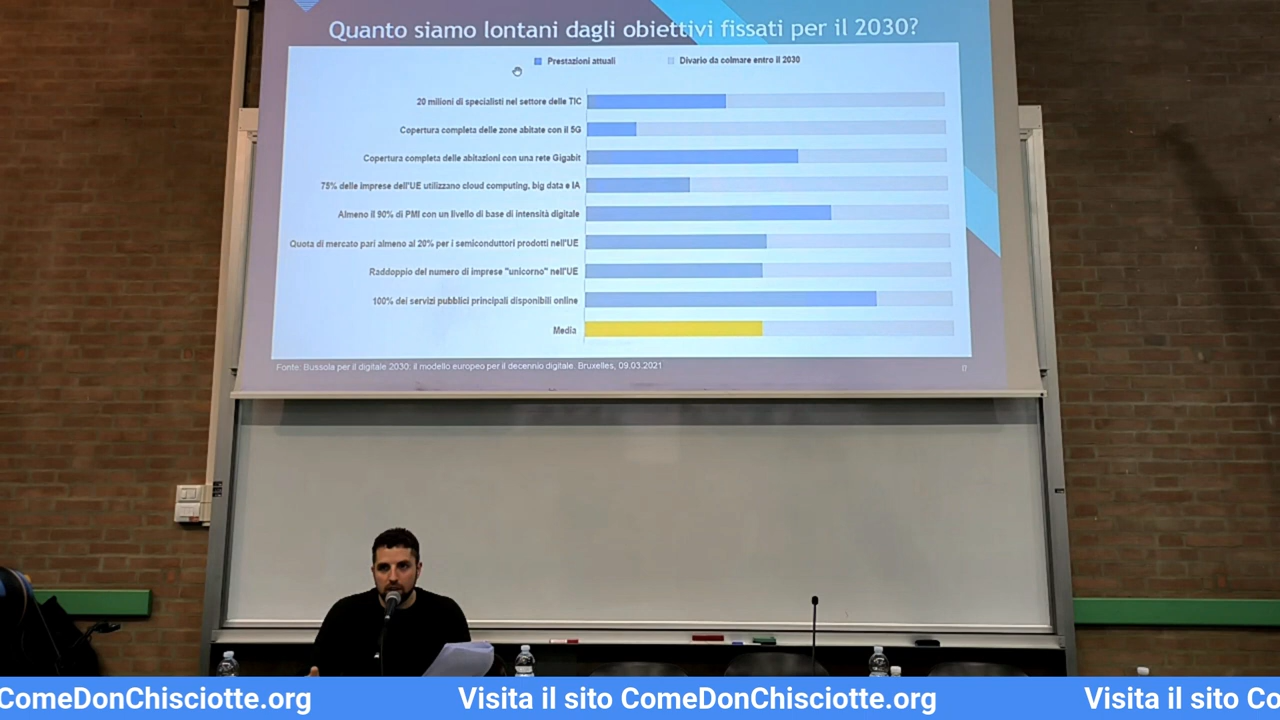 Quanto siamo lontani dagli obiettivi fissati per il 2030?
Prestazioni attuali
Divario da colmare entro il 2030
20 milioni di specialisti nel settore delle TIC
Copertura completa delle zone abitate con il 5G
Copertura completa delle abitazioni con una rete Gigabit
75% delle imprese dell'UE utilizzano cloud computing, big data e IA
Almeno il 90% di PMI con un livello di base di intensità digitale
Quota di mercato pari almeno al 20% per i semiconduttori prodotti nell'UE
Raddoppio del numero di imprese "unicorno" nell'UE
100% dei servizi pubblici principali disponibili online
Media
Fonte: Bussola per il digitale 2030: il modello europeo per il decennio digitale. Bruxelles, 09.03.2021
ComeDonChisciotte.org Visita il sito ComeDonChisciotte.org Visita il sito Co